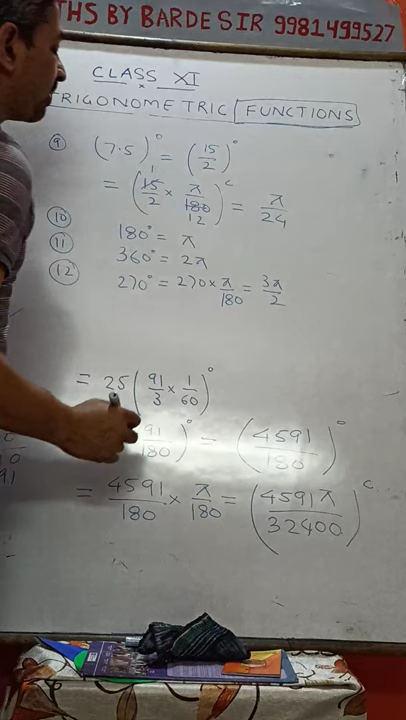 THS BY BARDE SIR 9981499527
CLASS XI
TRIGONOMETRIC FUNCTIONS
⑨ (7.5)° = (15/2)°
= (15/2 × π/180)ᶜ = π/24
1
12
⑩ 180° = π
⑪ 360° = 2π
⑫ 270° = 270 × π/180 = 3π/2
= 25(91/3 × 1/60)°
91/180)° = (4591/180)°
= 4591/180 × π/180 = (4591π/32400)ᶜ